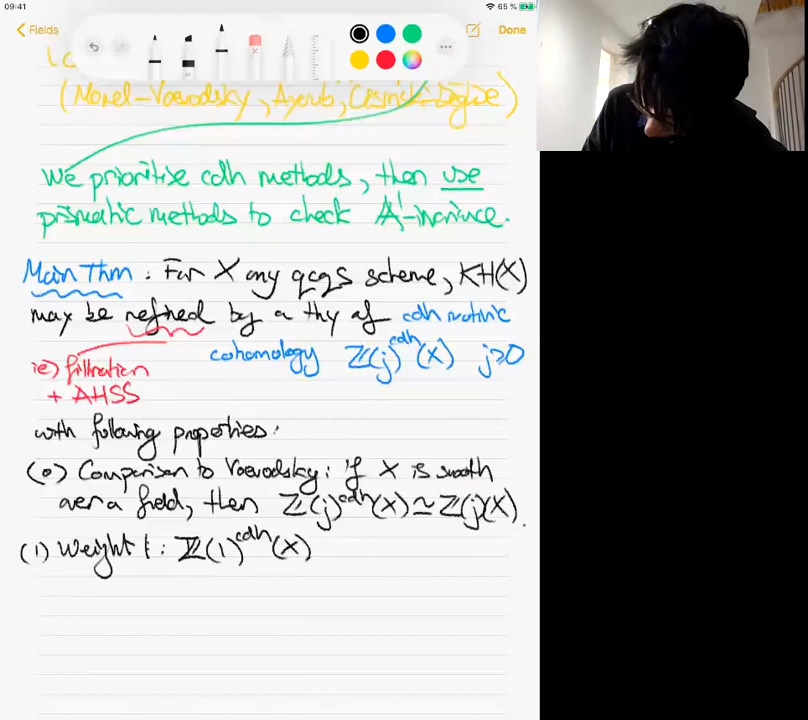 09:41
65 %
Fields
Done
(Morel-Voevodsky, Ayoub, Cisinski-Déglise)
We prioritise cdh methods, then use
prismatic methods to check A¹-invariance.
Main Thm : For X any qcqs scheme, KH(X)
may be refined by a thy of cdh motivic
cohomology ℤ(j)^cdh(X) j≥0
ie) filtration
+ AHSS
with following properties:
(0) Comparison to Voevodsky: if X is smooth
over a field, then ℤ(j)^cdh(X) ≃ ℤ(j)(X).
(1) Weight 1: ℤ(1)^cdh(X)